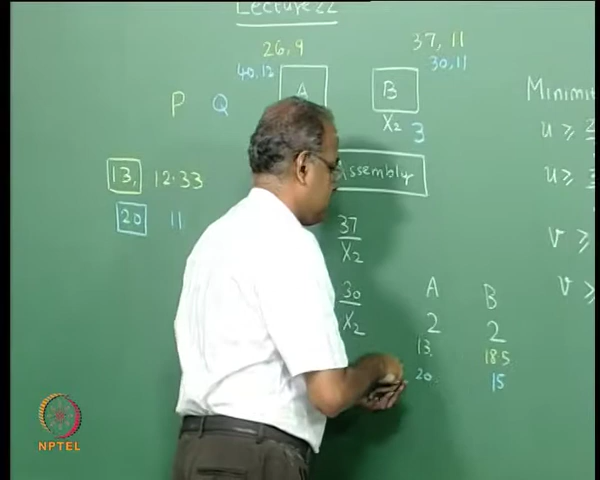 Lecture 22
26,9 37, 11
40,12 A 30,11
P Q B
X2 3
Assembly
13, 12.33
20 11
37
X2
30
X2
A B
2 2
13. 18.5
20. 15
Minimi
u ≥
u ≥
v ≥
v ≥
NPTEL